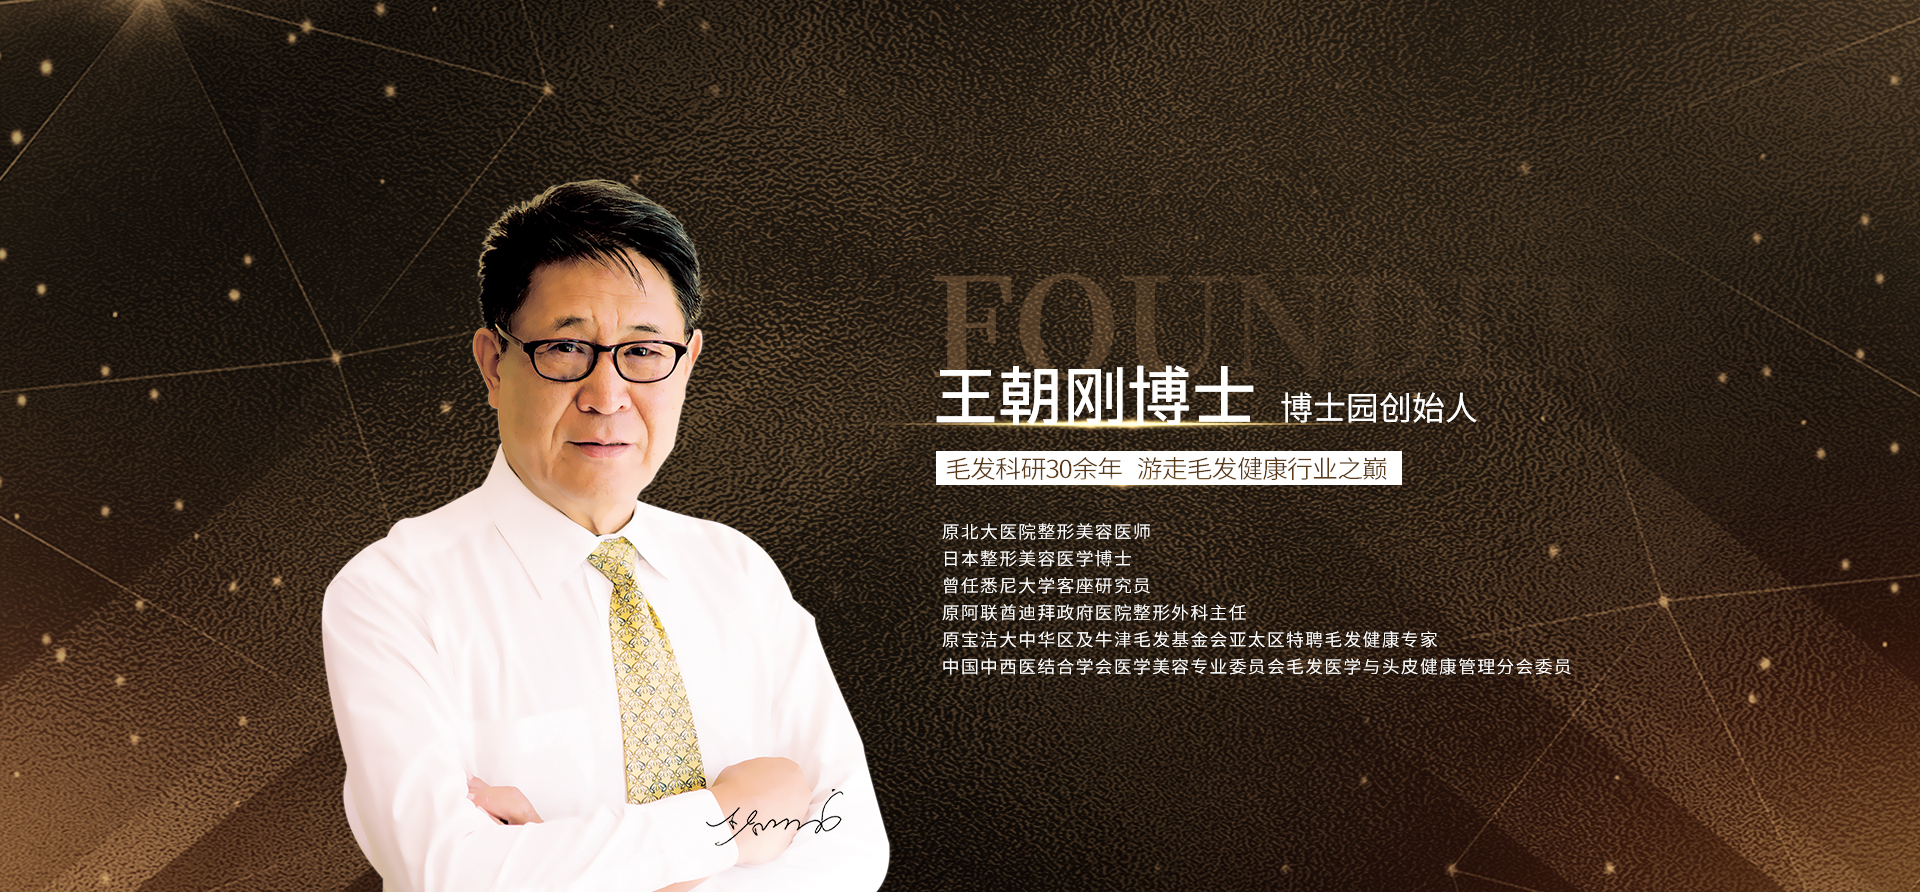 FOUN
王朝刚博士 博士园创始人
毛发科研30余年 游走毛发健康行业之巅
原北大医院整形美容医师
日本整形美容医学博士
曾任悉尼大学客座研究员
原阿联酋迪拜政府医院整形外科主任
原宝洁大中华区及牛津毛发基金会亚太区特聘毛发健康专家
中国中西医结合学会医学美容专业委员会毛发医学与头皮健康管理分会委员